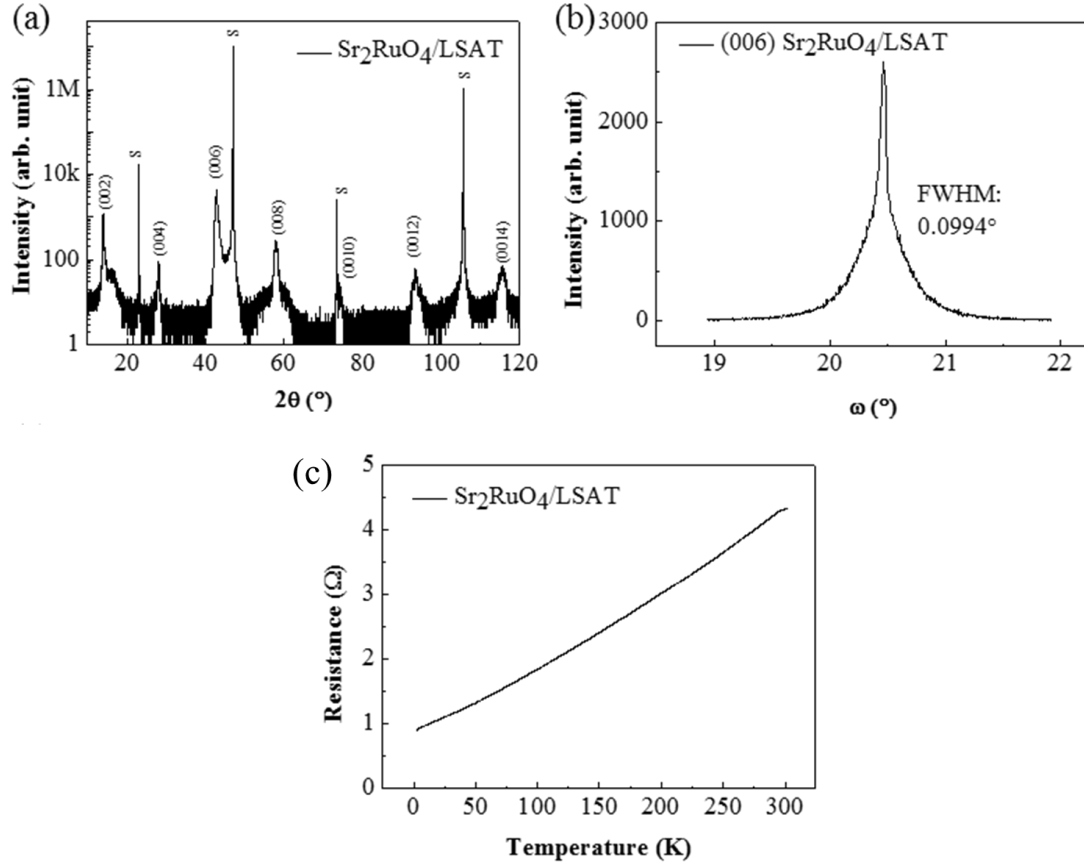 (a)
Sr2RuO4/LSAT
Intensity (arb. unit)
1M
10k
100
1
(002)
S
(004)
(006)
S
(008)
S
(0010)
(0012)
S
(0014)
20
40
60
80
100
120
2θ (°)
(b)
(006) Sr2RuO4/LSAT
FWHM:
0.0994°
Intensity (arb. unit)
3000
2000
1000
0
19
20
21
22
ω (°)
(c)
Sr2RuO4/LSAT
Resistance (Ω)
5
4
3
2
1
0
0
50
100
150
200
250
300
Temperature (K)